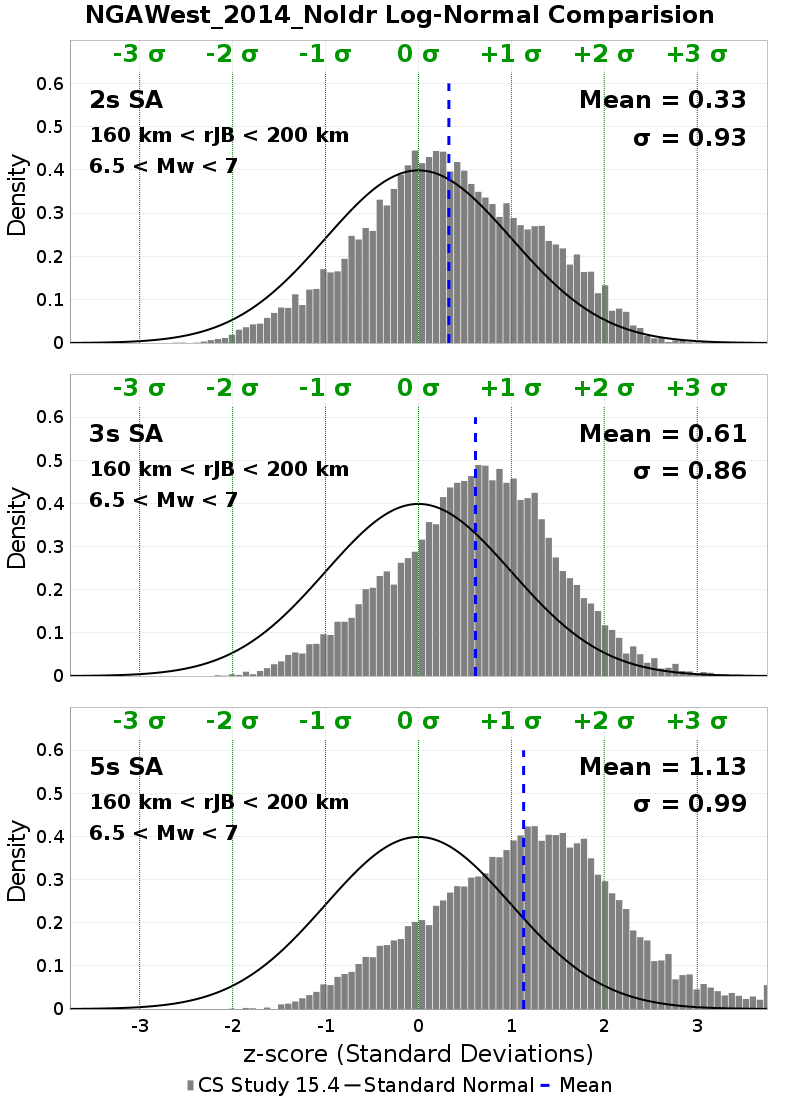 NGAWest_2014_NoIdr Log-Normal Comparision
-3 σ -2 σ -1 σ 0 σ +1 σ +2 σ +3 σ
0.6
2s SA Mean = 0.33
0.5
160 km < rJB < 200 km σ = 0.93
6.5 < Mw < 7
0.4
0.3
0.2
0.1
0
Density
-3 σ -2 σ -1 σ 0 σ +1 σ +2 σ +3 σ
0.6
3s SA Mean = 0.61
0.5
160 km < rJB < 200 km σ = 0.86
6.5 < Mw < 7
0.4
0.3
0.2
0.1
0
Density
-3 σ -2 σ -1 σ 0 σ +1 σ +2 σ +3 σ
0.6
5s SA Mean = 1.13
0.5
160 km < rJB < 200 km σ = 0.99
6.5 < Mw < 7
0.4
0.3
0.2
0.1
0
Density
-3 -2 -1 0 1 2 3
z-score (Standard Deviations)
CS Study 15.4 Standard Normal Mean